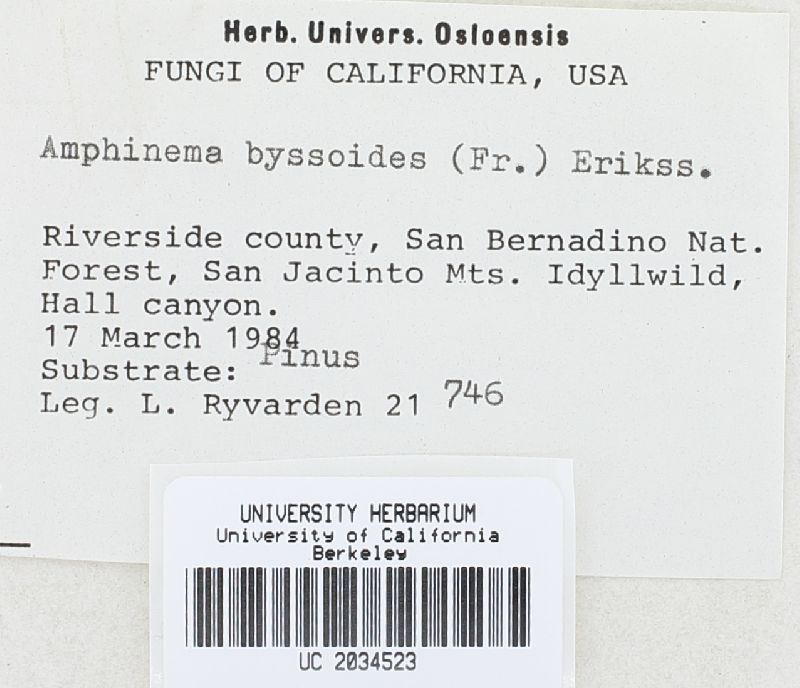 Herb. Univers. Osloensis
FUNGI OF CALIFORNIA, USA
Amphinema byssoides (Fr.) Erikss.
Riverside county, San Bernadino Nat.
Forest, San Jacinto Mts. Idyllwild,
Hall canyon.
17 March 1984
Substrate: Pinus
Leg. L. Ryvarden 21 746
UNIVERSITY HERBARIUM
University of California
Berkeley
UC 2034523